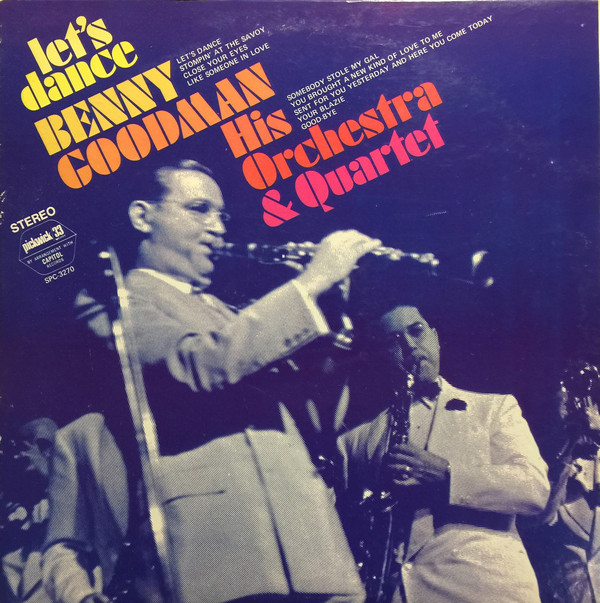 let's
dance
BENNY
GOODMAN
His
Orchestra
& Quartet
LET'S DANCE
STOMPIN' AT THE SAVOY
CLOSE YOUR EYES
LIKE SOMEONE IN LOVE
SOMEBODY STOLE MY GAL
YOU BROUGHT A NEW KIND OF LOVE TO ME
SENT FOR YOU YESTERDAY AND HERE YOU COME TODAY
YOUR BLAZIE
GOOD-BYE
STEREO
pickwick 33
BY ARRANGEMENT WITH
CAPITOL
RECORDS
SPC-3270